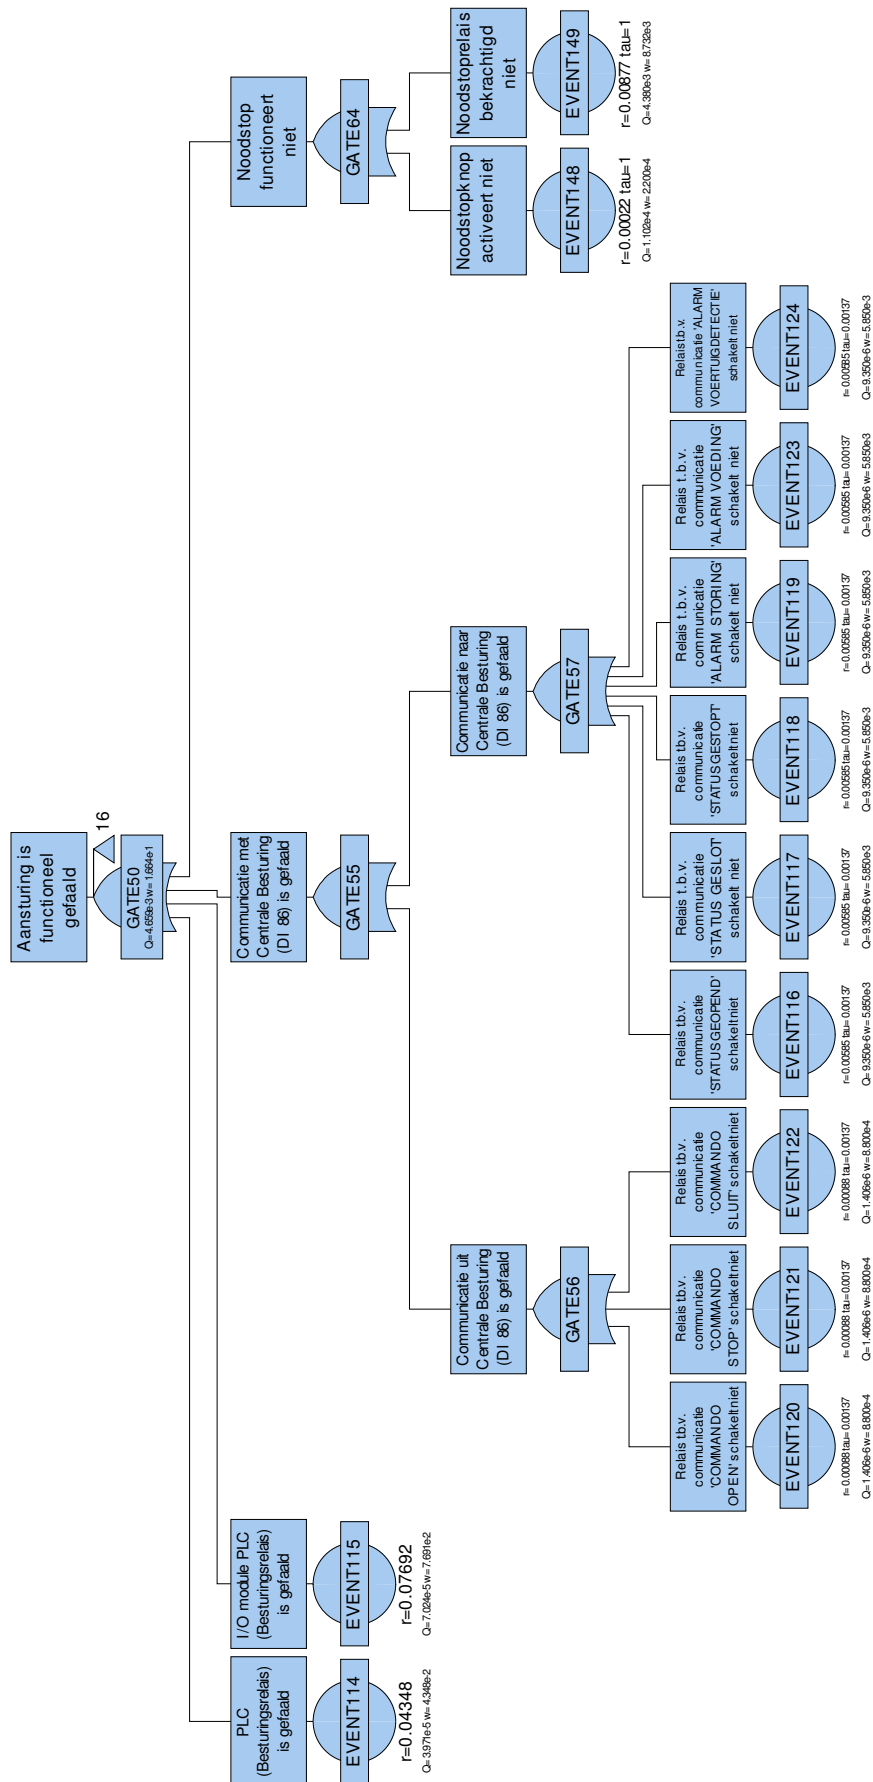 Aansturing is
functioneel
gefaald
16
GATE50
Q=4.659e-3 w=1.664e-1
PLC
(Besturingsrelais)
is gefaald
EVENT114
r=0.04348
Q=3.971e-5 w=4.348e-2
I/O module PLC
(Besturingsrelais)
is gefaald
EVENT115
r=0.07692
Q=7.024e-5 w=7.691e-2
Communicatie met
Centrale Besturing
(DI 86) is gefaald
GATE55
Noodstop
functioneert
niet
GATE64
Communicatie uit
Centrale Besturing
(DI 86) is gefaald
GATE56
Communicatie naar
Centrale Besturing
(DI 86) is gefaald
GATE57
Noodstopknop
activeert niet
EVENT148
r=0.00022 tau=1
Q=1.102e-4 w=2.200e-4
Noodstoprelais
bekrachtigd
niet
EVENT149
r=0.00877 tau=1
Q=4.380e-3 w=8.732e-3
Relais t.b.v.
communicatie
'COMMANDO
OPEN' schakelt niet
EVENT120
r=0.00088 tau=0.00137
Q=1.406e-6 w=8.800e-4
Relais t.b.v.
communicatie
'COMMANDO
STOP' schakelt niet
EVENT121
r=0.00088 tau=0.00137
Q=1.406e-6 w=8.800e-4
Relais t.b.v.
communicatie
'COMMANDO
SLUIT' schakelt niet
EVENT122
r=0.00088 tau=0.00137
Q=1.406e-6 w=8.800e-4
Relais t.b.v.
communicatie
'STATUS GEOPEND'
schakelt niet
EVENT116
r=0.00585 tau=0.00137
Q=9.350e-6 w=5.850e-3
Relais t.b.v.
communicatie
'STATUS GESLOT'
schakelt niet
EVENT117
r=0.00585 tau=0.00137
Q=9.350e-6 w=5.850e-3
Relais t.b.v.
communicatie
'STATUS GESTOPT'
schakelt niet
EVENT118
r=0.00585 tau=0.00137
Q=9.350e-6 w=5.850e-3
Relais t.b.v.
communicatie
'ALARM STORING'
schakelt niet
EVENT119
r=0.00585 tau=0.00137
Q=9.350e-6 w=5.850e-3
Relais t.b.v.
communicatie
'ALARM VOEDING'
schakelt niet
EVENT123
r=0.00585 tau=0.00137
Q=9.350e-6 w=5.850e-3
Relais t.b.v.
communicatie 'ALARM
VOERTUIGDETECTIE'
schakelt niet
EVENT124
r=0.00585 tau=0.00137
Q=9.350e-6 w=5.850e-3